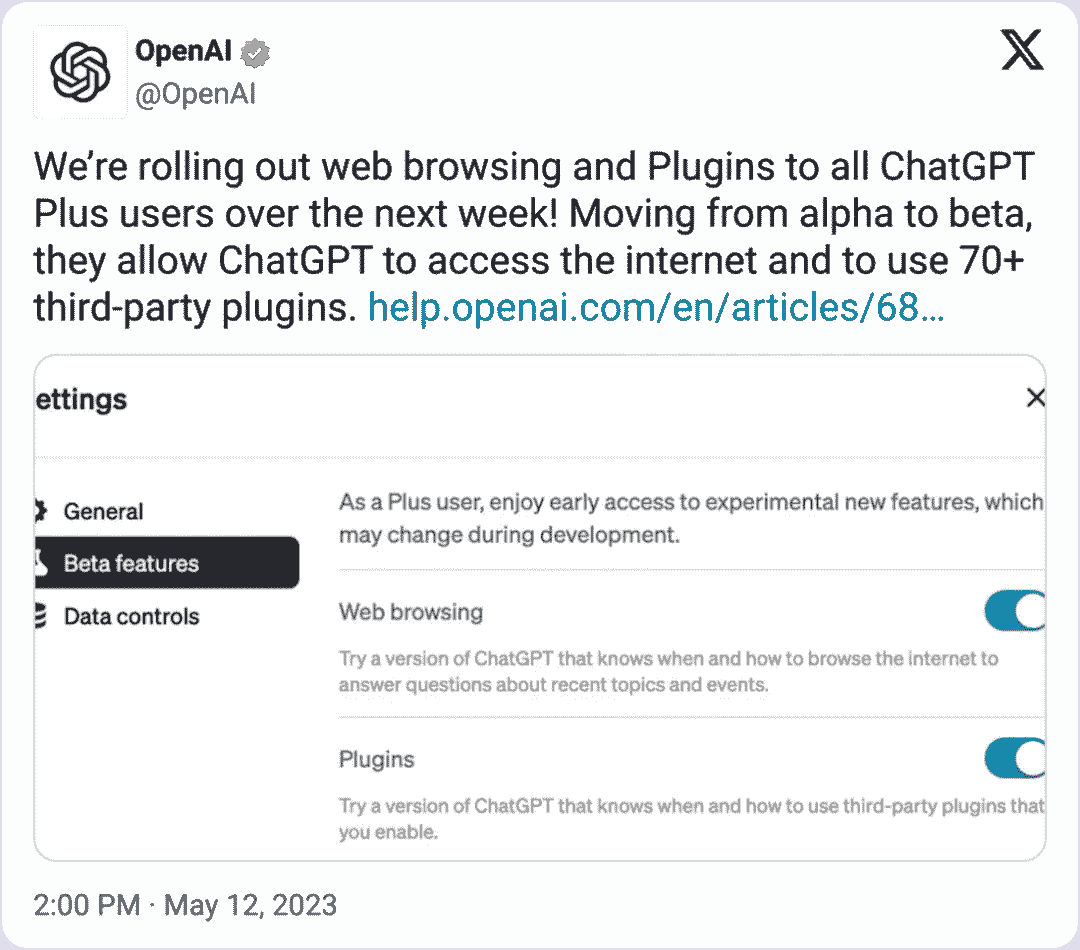 OpenAI
@OpenAI
We’re rolling out web browsing and Plugins to all ChatGPT
Plus users over the next week! Moving from alpha to beta,
they allow ChatGPT to access the internet and to use 70+
third-party plugins. help.openai.com/en/articles/68…
ettings
General
Beta features
Data controls
As a Plus user, enjoy early access to experimental new features, which
may change during development.
Web browsing
Try a version of ChatGPT that knows when and how to browse the internet to
answer questions about recent topics and events.
Plugins
Try a version of ChatGPT that knows when and how to use third-party plugins that
you enable.
2:00 PM · May 12, 2023